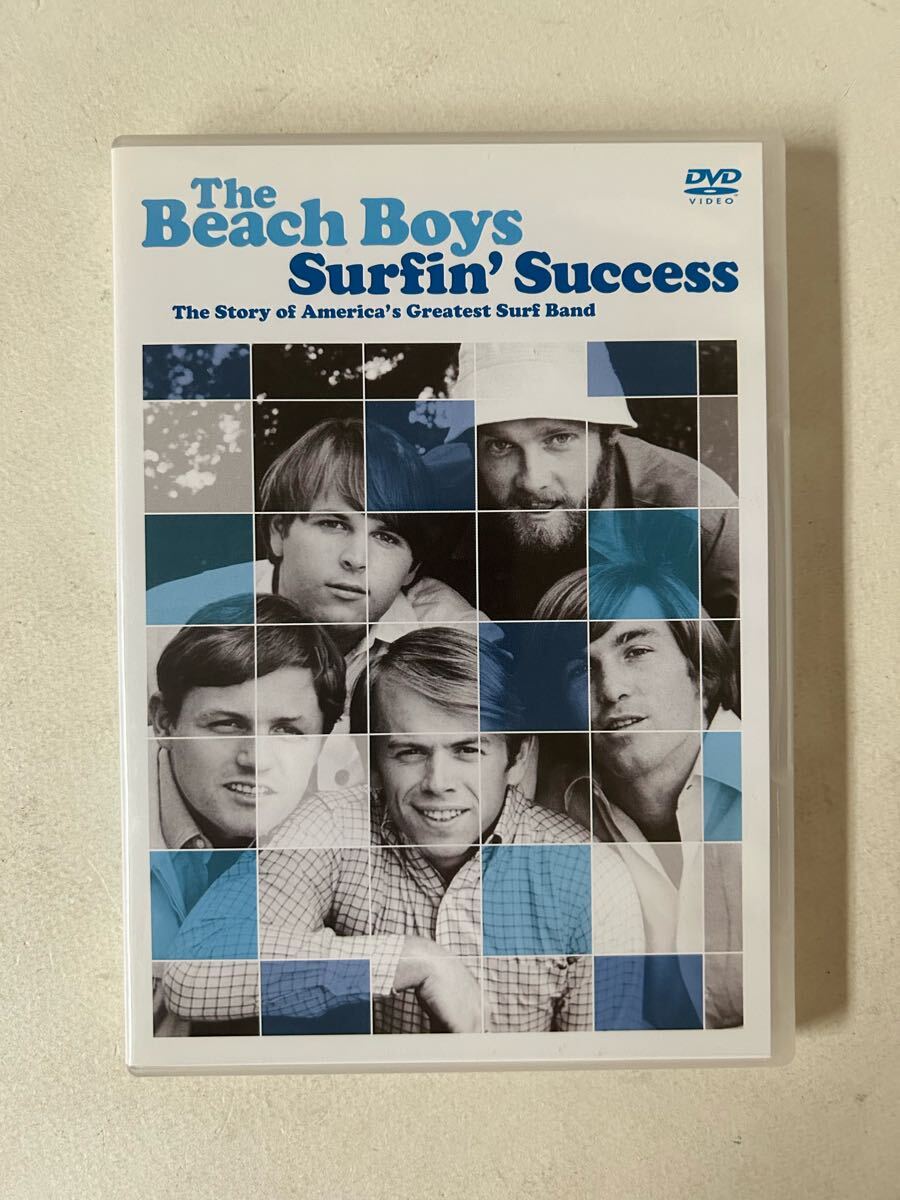 The
Beach Boys
Surfin' Success
The Story of America's Greatest Surf Band
DVD
VIDEO